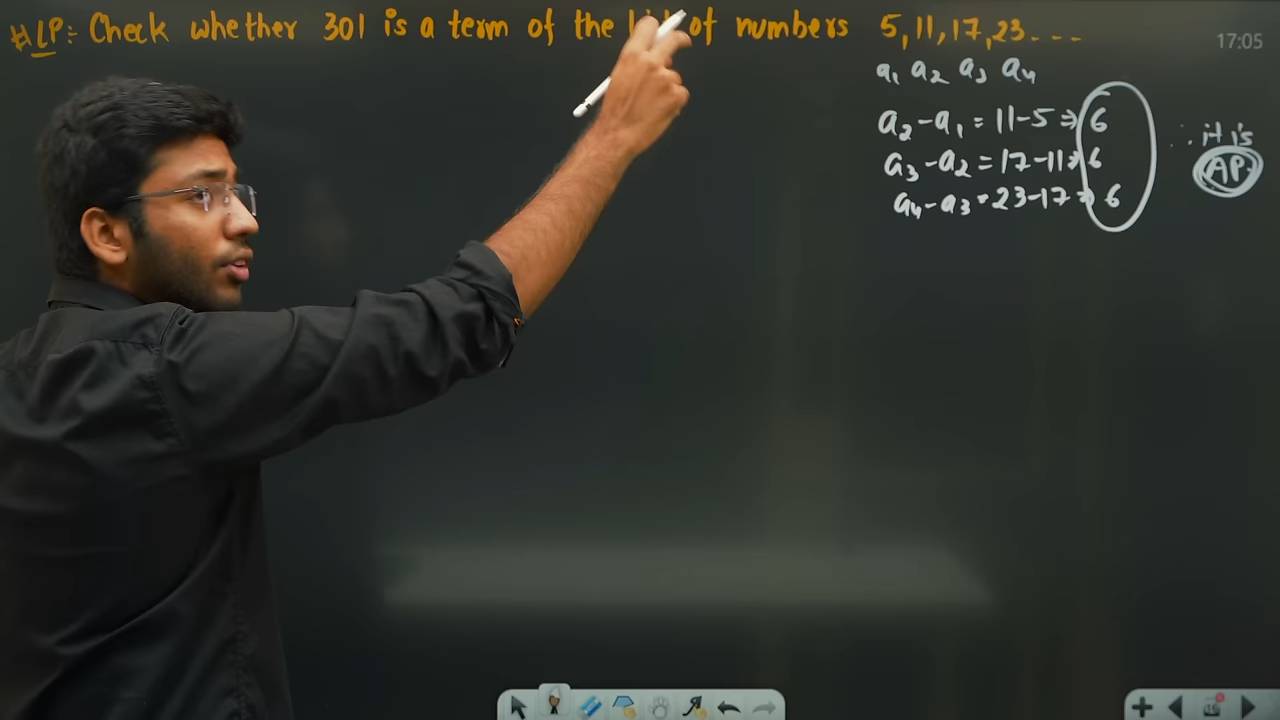 #LP:- Check whether 301 is a term of the of numbers 5, 11, 17, 23 - - -
17:05
a₁ a₂ a₃ a₄
a₂-a₁ = 11-5 ⇒ 6
∴ it is
AP.
a₃-a₂ = 17-11⇒ 6
a₄-a₃ = 23-17 ⇒ 6